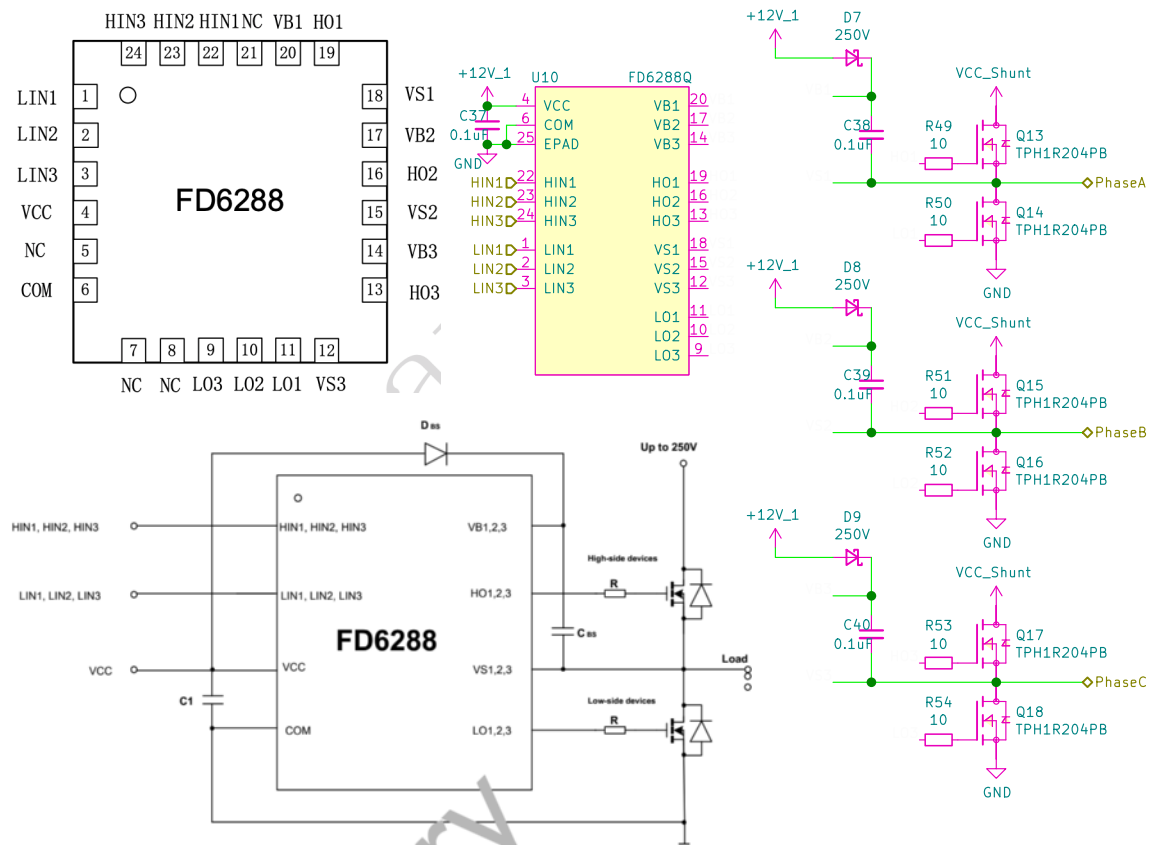 HIN3 HIN2 HIN1 NC VB1 HO1
24 23 22 21 20 19
LIN1 1 18 VS1
LIN2 2 17 VB2
LIN3 3 16 HO2
FD6288
VCC 4 15 VS2
NC 5 14 VB3
COM 6 13 HO3
7 8 9 10 11 12
NC NC LO3 LO2 LO1 VS3
+12V_1
U10 FD6288Q
C37
0.1uF
GND
4 VCC VB1 20
6 COM VB2 17
25 EPAD VB3 14
HIN1 22 HIN1 HO1 19
HIN2 23 HIN2 HO2 16
HIN3 24 HIN3 HO3 13
LIN1 1 LIN1 VS1 18
LIN2 2 LIN2 VS2 15
LIN3 3 LIN3 VS3 12
LO1 11
LO2 10
LO3 9
+12V_1
D7
250V
VCC_Shunt
C38
0.1uF
R49
10
Q13
TPH1R204PB
PhaseA
R50
10
Q14
TPH1R204PB
GND
+12V_1
D8
250V
VCC_Shunt
C39
0.1uF
R51
10
Q15
TPH1R204PB
PhaseB
R52
10
Q16
TPH1R204PB
GND
+12V_1
D9
250V
VCC_Shunt
C40
0.1uF
R53
10
Q17
TPH1R204PB
PhaseC
R54
10
Q18
TPH1R204PB
GND
DBS
Up to 250V
HIN1, HIN2, HIN3 HIN1, HIN2, HIN3 VB1,2,3
High-side devices
LIN1, LIN2, LIN3 LIN1, LIN2, LIN3 HO1,2,3 R
FD6288
CBS
VCC VCC VS1,2,3 Load
C1
Low-side devices
COM LO1,2,3 R